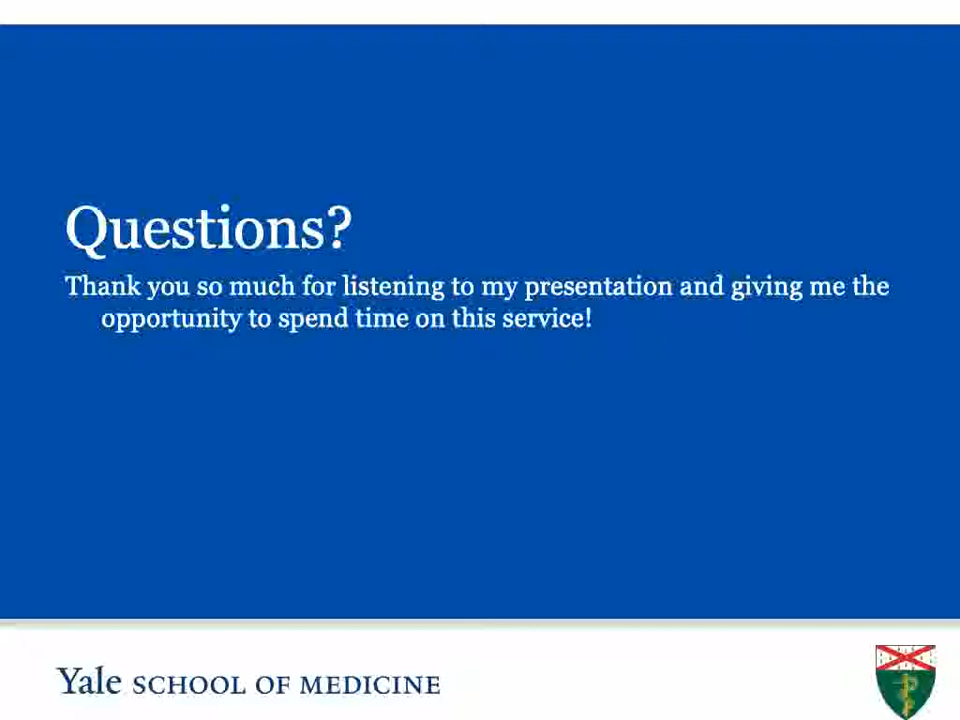 Questions?
Thank you so much for listening to my presentation and giving me the
opportunity to spend time on this service!
Yale SCHOOL OF MEDICINE